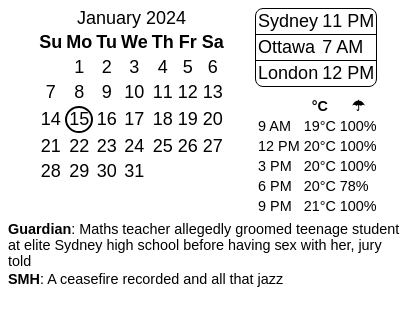 January 2024
Su Mo Tu We Th Fr Sa
1 2 3 4 5 6
7 8 9 10 11 12 13
14 15 16 17 18 19 20
21 22 23 24 25 26 27
28 29 30 31
Sydney 11 PM
Ottawa 7 AM
London 12 PM
°C ☂
9 AM 19°C 100%
12 PM 20°C 100%
3 PM 20°C 100%
6 PM 20°C 78%
9 PM 21°C 100%
Guardian: Maths teacher allegedly groomed teenage student
at elite Sydney high school before having sex with her, jury
told
SMH: A ceasefire recorded and all that jazz